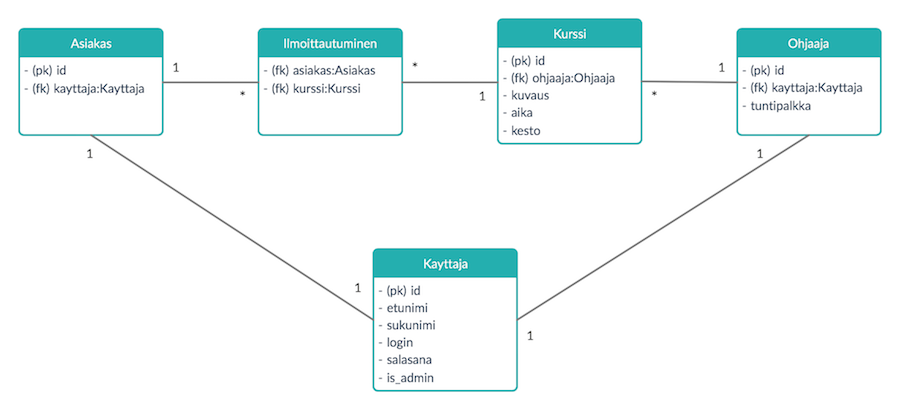 Asiakas
- (pk) id
- (fk) kayttaja:Kayttaja
1
*
Ilmoittautuminen
- (fk) asiakas:Asiakas
- (fk) kurssi:Kurssi
*
1
Kurssi
- (pk) id
- (fk) ohjaaja:Ohjaaja
- kuvaus
- aika
- kesto
1
*
Ohjaaja
- (pk) id
- (fk) kayttaja:Kayttaja
- tuntipalkka
1
1
1
1
Kayttaja
- (pk) id
- etunimi
- sukunimi
- login
- salasana
- is_admin